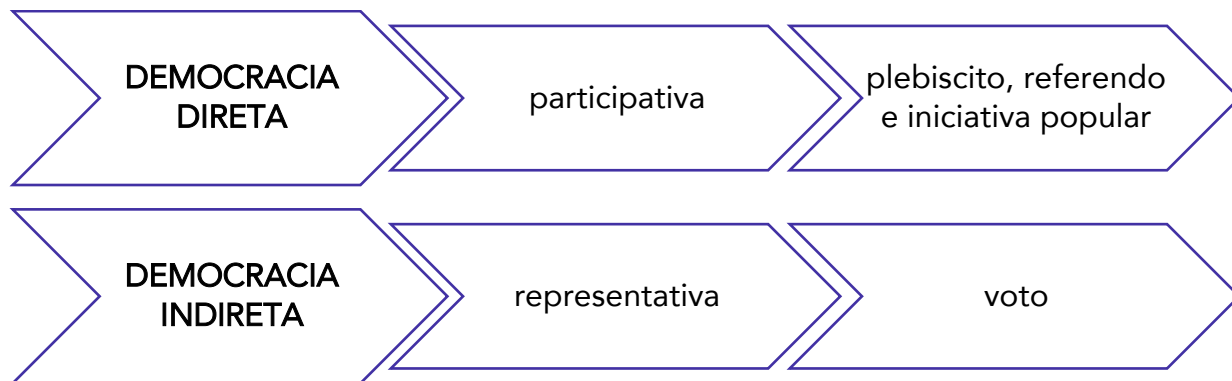 DEMOCRACIA
DIRETA
participativa
plebiscito, referendo
e iniciativa popular
DEMOCRACIA
INDIRETA
representativa
voto